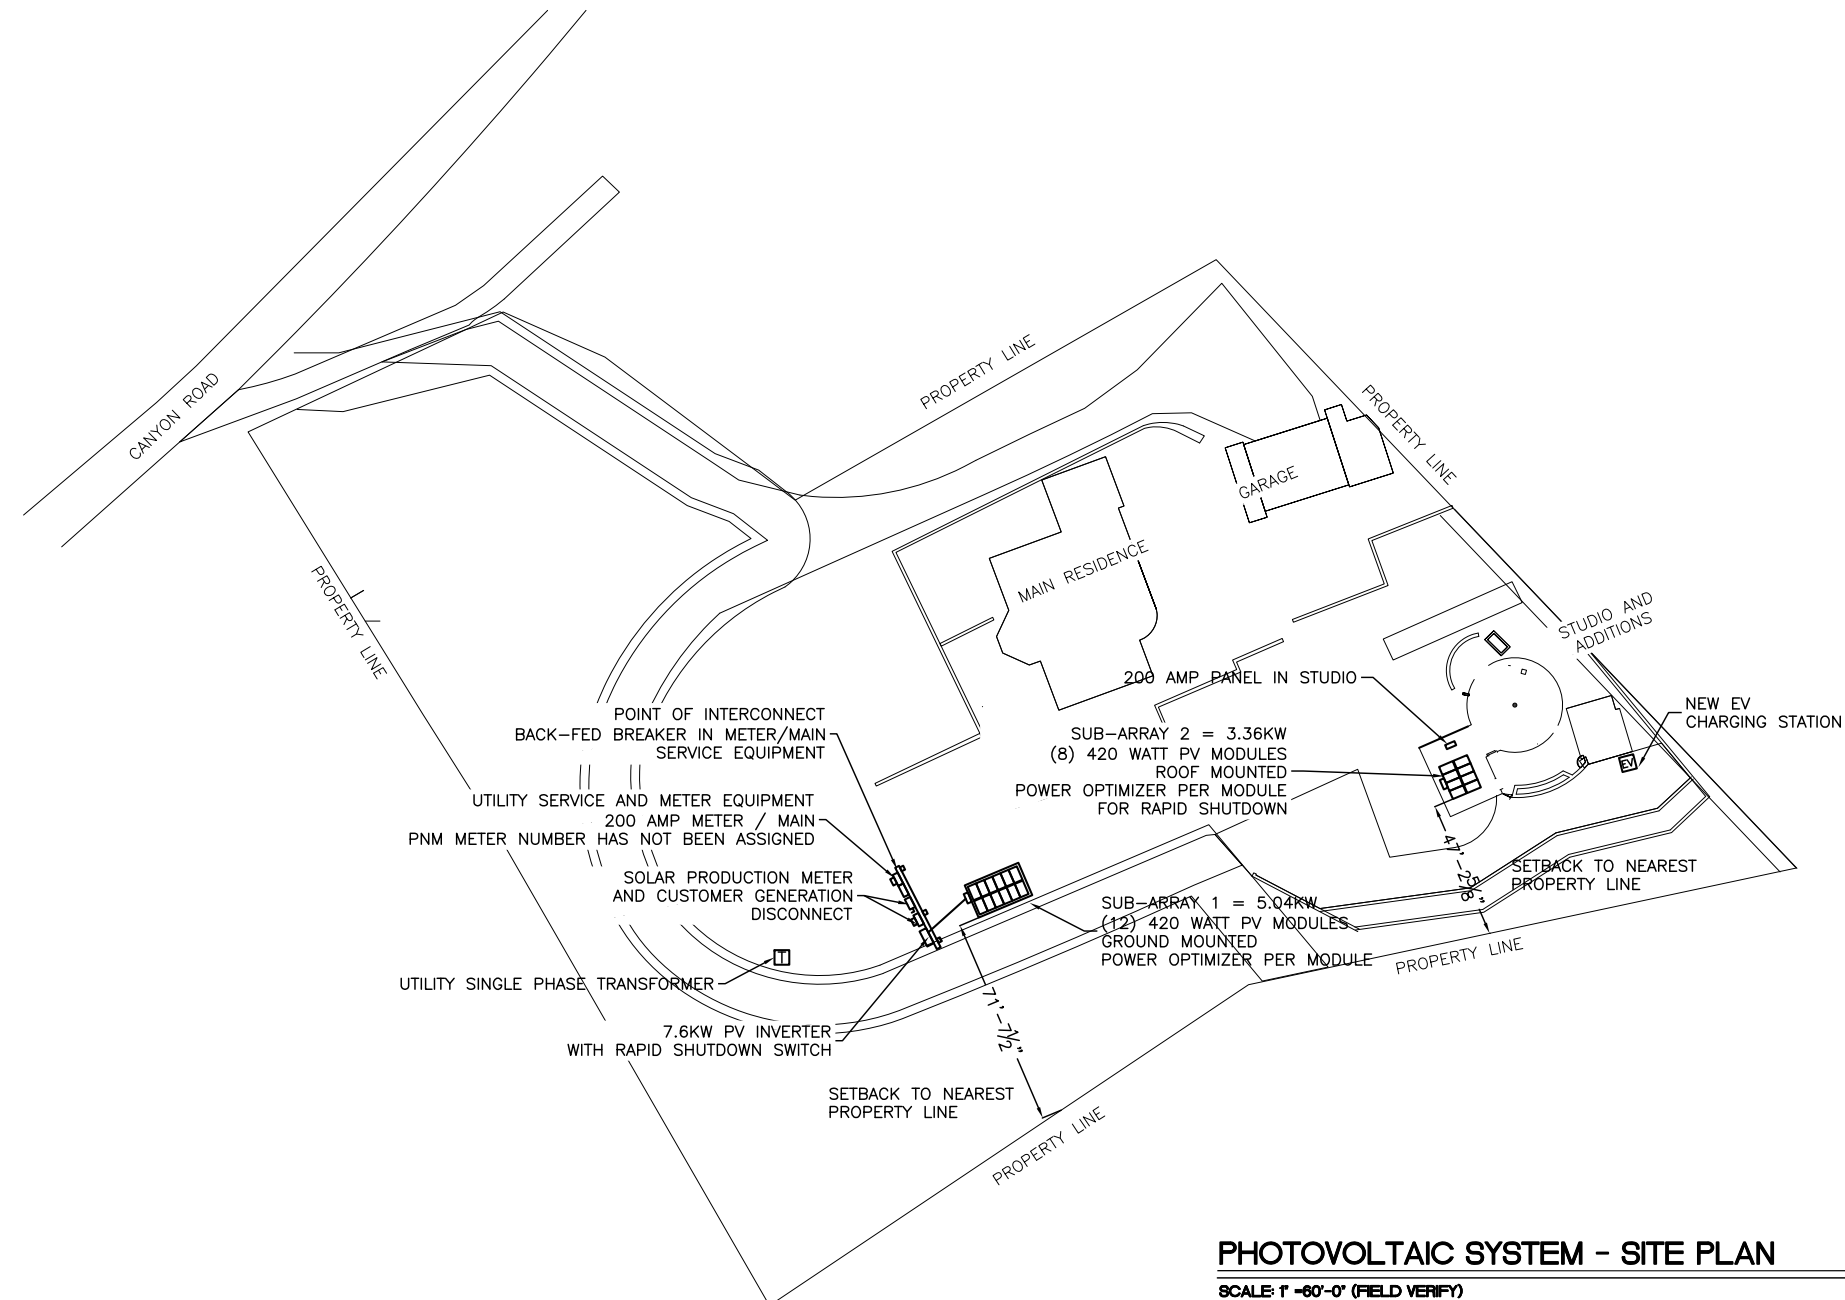 CANYON ROAD
PROPERTY LINE
PROPERTY LINE
PROPERTY LINE
GARAGE
MAIN RESIDENCE
STUDIO AND
ADDITIONS
200 AMP PANEL IN STUDIO
NEW EV
CHARGING STATION
EV
POINT OF INTERCONNECT
BACK-FED BREAKER IN METER/MAIN
SERVICE EQUIPMENT
SUB-ARRAY 2 = 3.36KW
(8) 420 WATT PV MODULES
ROOF MOUNTED
POWER OPTIMIZER PER MODULE
FOR RAPID SHUTDOWN
UTILITY SERVICE AND METER EQUIPMENT
200 AMP METER / MAIN
PNM METER NUMBER HAS NOT BEEN ASSIGNED
47'-2 5/8"
SETBACK TO NEAREST
PROPERTY LINE
SOLAR PRODUCTION METER
AND CUSTOMER GENERATION
DISCONNECT
SUB-ARRAY 1 = 5.04KW
(12) 420 WATT PV MODULES
GROUND MOUNTED
POWER OPTIMIZER PER MODULE
PROPERTY LINE
T
UTILITY SINGLE PHASE TRANSFORMER
71'-7 1/2"
7.6KW PV INVERTER
WITH RAPID SHUTDOWN SWITCH
SETBACK TO NEAREST
PROPERTY LINE
PROPERTY LINE
PHOTOVOLTAIC SYSTEM - SITE PLAN
SCALE: 1" =60'-0" (FIELD VERIFY)